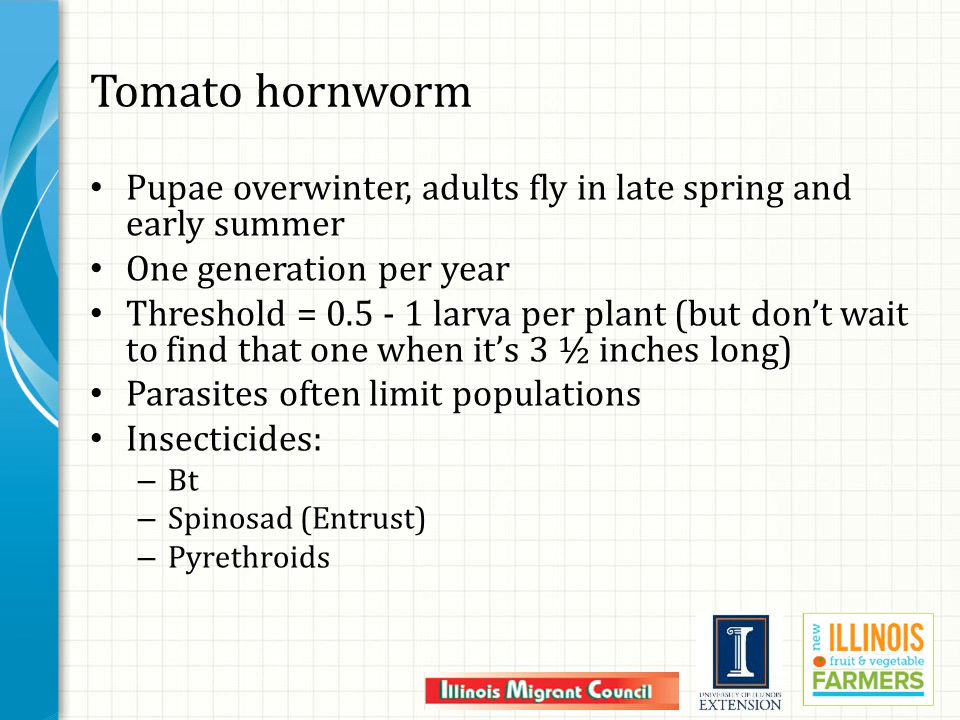 Tomato hornworm
• Pupae overwinter, adults fly in late spring and
early summer
• One generation per year
• Threshold = 0.5 - 1 larva per plant (but don’t wait
to find that one when it’s 3 ½ inches long)
• Parasites often limit populations
• Insecticides:
– Bt
– Spinosad (Entrust)
– Pyrethroids
Illinois Migrant Council
I
UNIVERSITY OF ILLINOIS
EXTENSION
new
ILLINOIS
fruit & vegetable
FARMERS